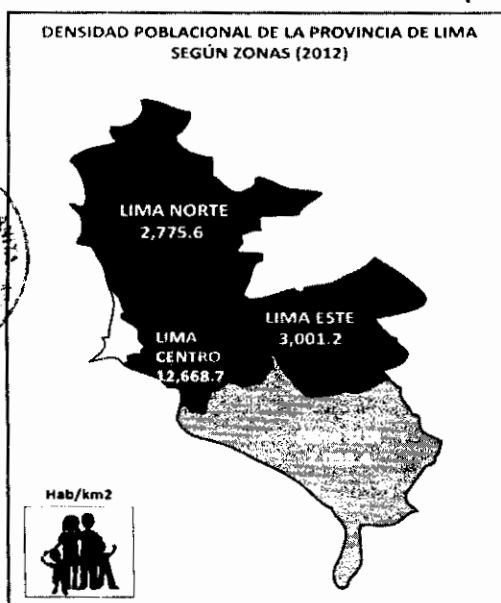 DENSIDAD POBLACIONAL DE LA PROVINCIA DE LIMA
SEGÚN ZONAS (2012)
LIMA NORTE
2,775.6
LIMA ESTE
3,001.2
LIMA
CENTRO
12,668.7
Hab/km2